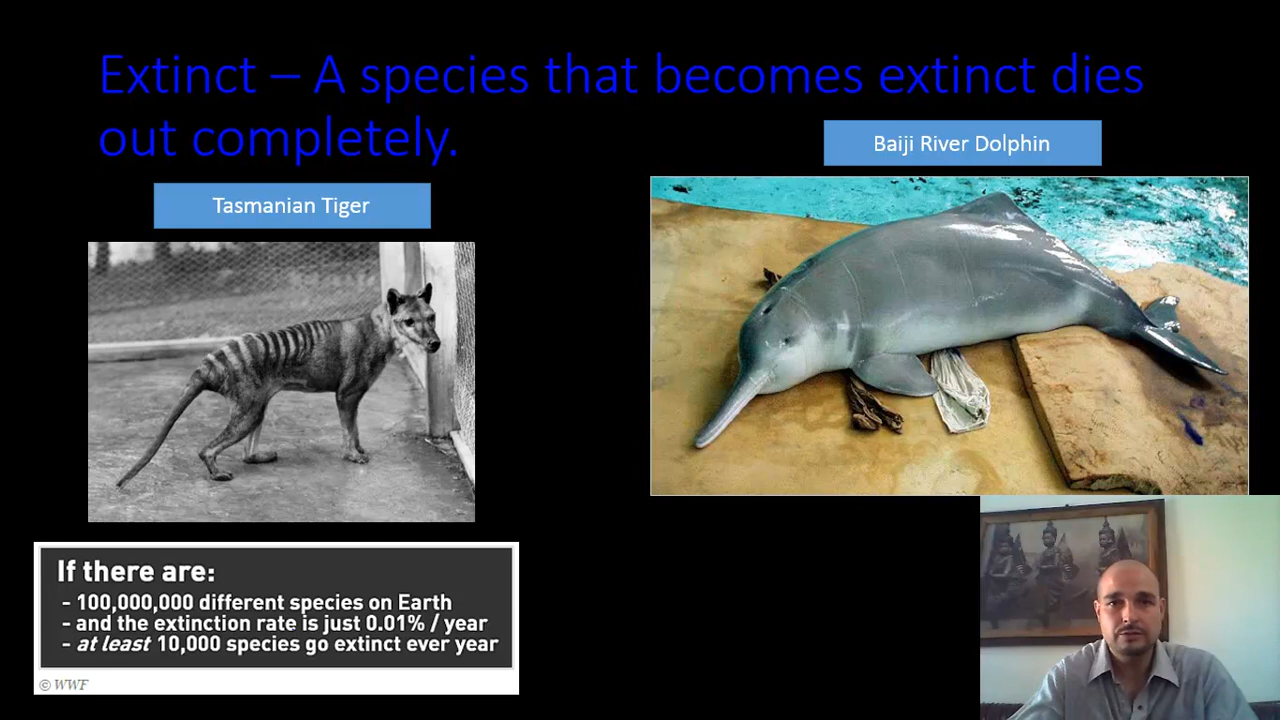 Extinct – A species that becomes extinct dies
out completely.
Baiji River Dolphin
Tasmanian Tiger
If there are:
- 100,000,000 different species on Earth
- and the extinction rate is just 0.01% / year
- at least 10,000 species go extinct ever year
© WWF